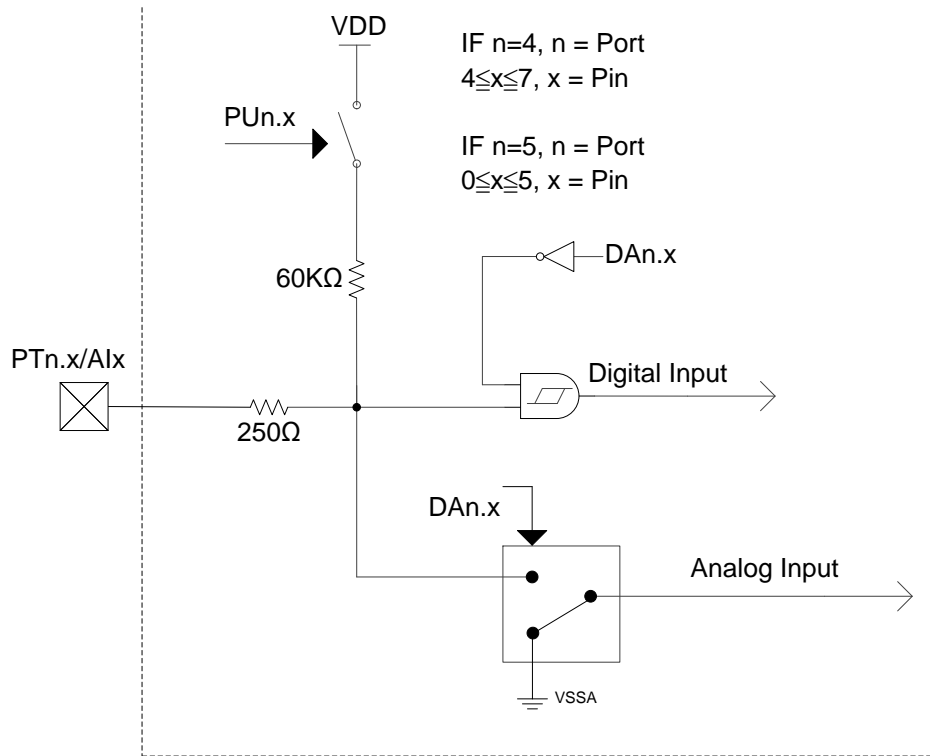 VDD
IF n=4, n = Port
4≦x≦7, x = Pin
PUn.x
IF n=5, n = Port
0≦x≦5, x = Pin
DAn.x
60KΩ
PTn.x/AIx
Digital Input
250Ω
DAn.x
Analog Input
VSSA